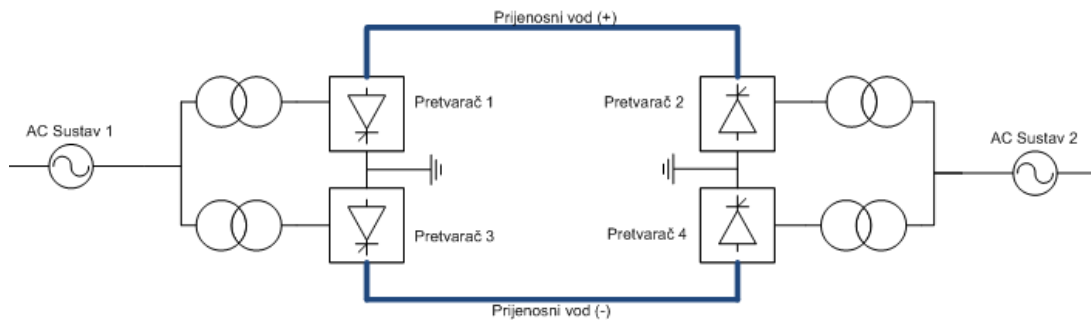 Prijenosni vod (+)
Pretvarač 1
Pretvarač 2
AC Sustav 1
AC Sustav 2
Pretvarač 3
Pretvarač 4
Prijenosni vod (-)